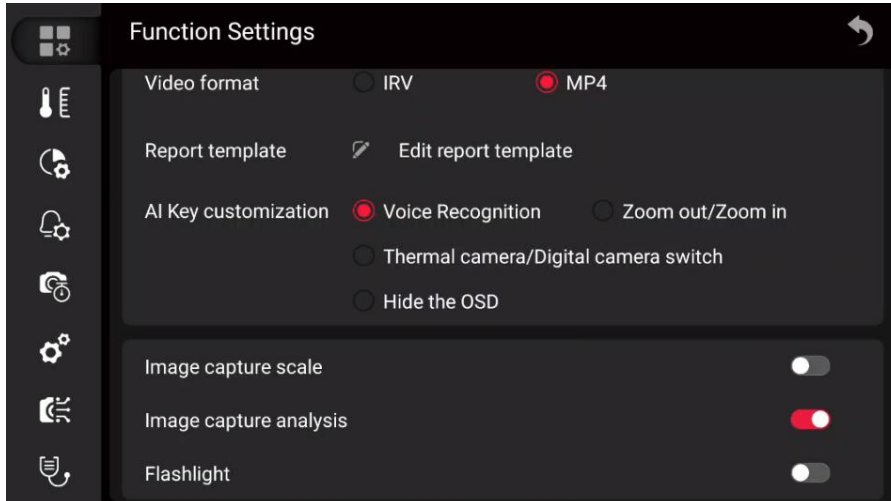 Function Settings
Video format IRV MP4
Report template Edit report template
AI Key customization Voice Recognition Zoom out/Zoom in
Thermal camera/Digital camera switch
Hide the OSD
Image capture scale
Image capture analysis
Flashlight